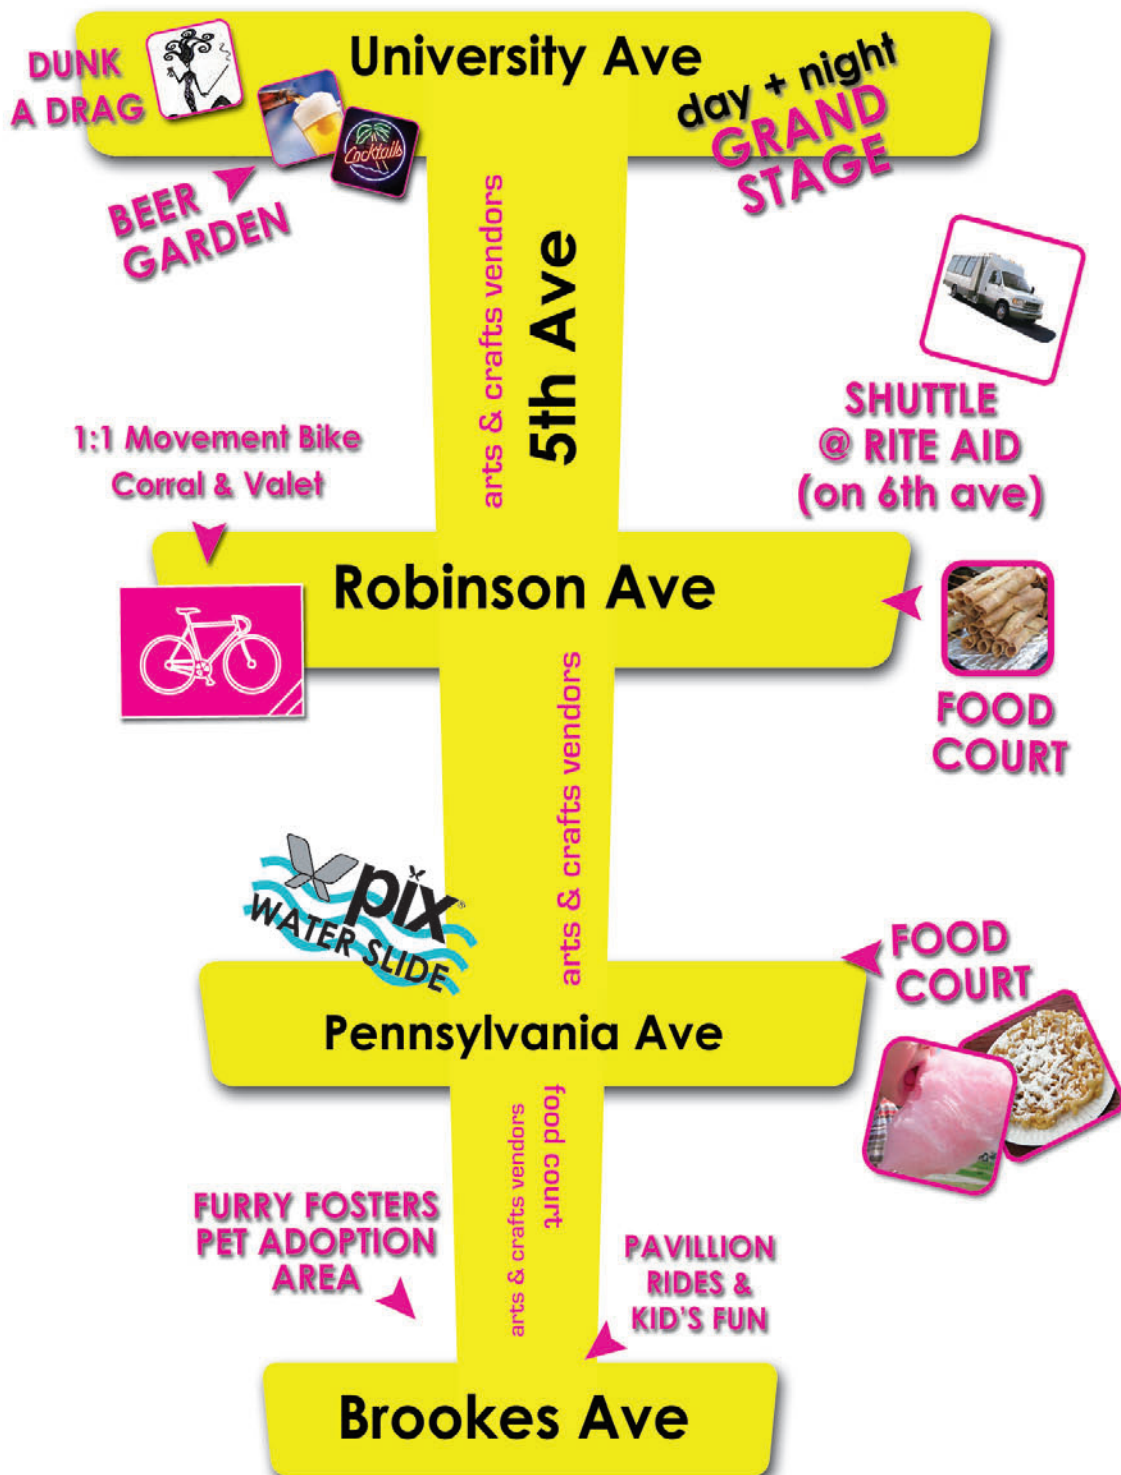 University Ave
DUNK
A DRAG
Cocktails
BEER
GARDEN
day + night
GRAND
STAGE
arts & crafts vendors
5th Ave
SHUTTLE
@ RITE AID
(on 6th ave)
1:1 Movement Bike
Corral & Valet
Robinson Ave
FOOD
COURT
arts & crafts vendors
pix®
WATER SLIDE
FOOD
COURT
Pennsylvania Ave
arts & crafts vendors
food court
FURRY FOSTERS
PET ADOPTION
AREA
PAVILLION
RIDES &
KID'S FUN
Brookes Ave